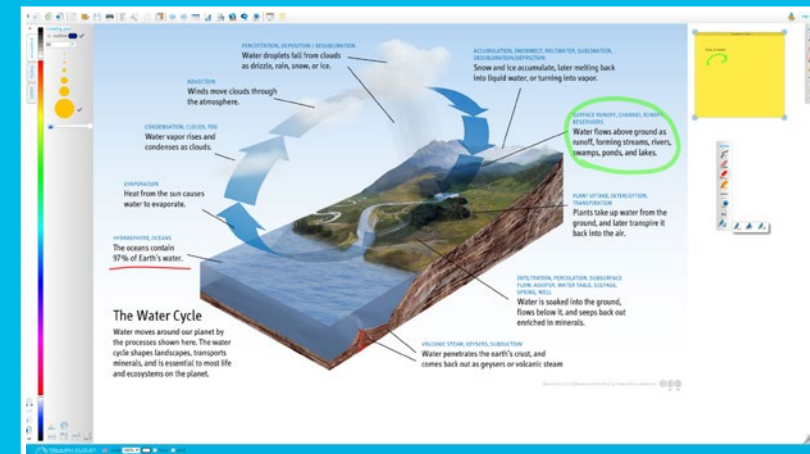 PERCIPITATION, DEPOSITION / DESUBLIMATION
Water droplets fall from clouds
as drizzle, rain, snow, or ice.
ACCUMULATION, SNOWMELT, MELTWATER, SUBLIMATION,
DESUBLIMATION/DEPOSITION
Snow and ice accumulate, later melting back
into liquid water, or turning into vapor.
ADVECTION
Winds move clouds through
the atmosphere.
CONDENSATION, CLOUDS, FOG
Water vapor rises and
condenses as clouds.
SURFACE RUNOFF, CHANNEL RUNOFF,
RESERVOIRS
Water flows above ground as
runoff, forming streams, rivers,
swamps, ponds, and lakes.
EVAPORATION
Heat from the sun causes
water to evaporate.
PLANT UPTAKE, INTERCEPTION,
TRANSPIRATION
Plants take up water from the
ground, and later transpire it
back into the air.
HYDROSPHERE, OCEANS
The oceans contain
97% of Earth's water.
INFILTRATION, PERCOLATION, SUBSURFACE
FLOW, AQUIFER, WATER TABLE, SEEPAGE,
SPRING, WELL
Water is soaked into the ground,
flows below it, and seeps back out
enriched in minerals.
The Water Cycle
Water moves around our planet by
the processes shown here. The water
cycle shapes landscapes, transports
minerals, and is essential to most life
and ecosystems on the planet.
VOLCANIC STEAM, GEYSERS, SUBDUCTION
Water penetrates the earth's crust, and
comes back out as geysers or volcanic steam
TRIUMPH CLOUD